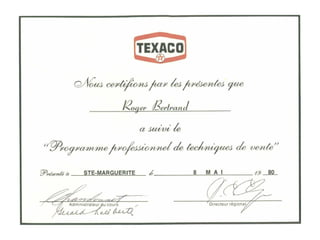 TEXACO
Nous certifions par les présentes que
Roger Bertrand
a suivi le
"Programme professionnel de techniques de vente"
Présenté à STE-MARGUERITE le 8 MAI 19 80
Administrateur du cours Directeur régional